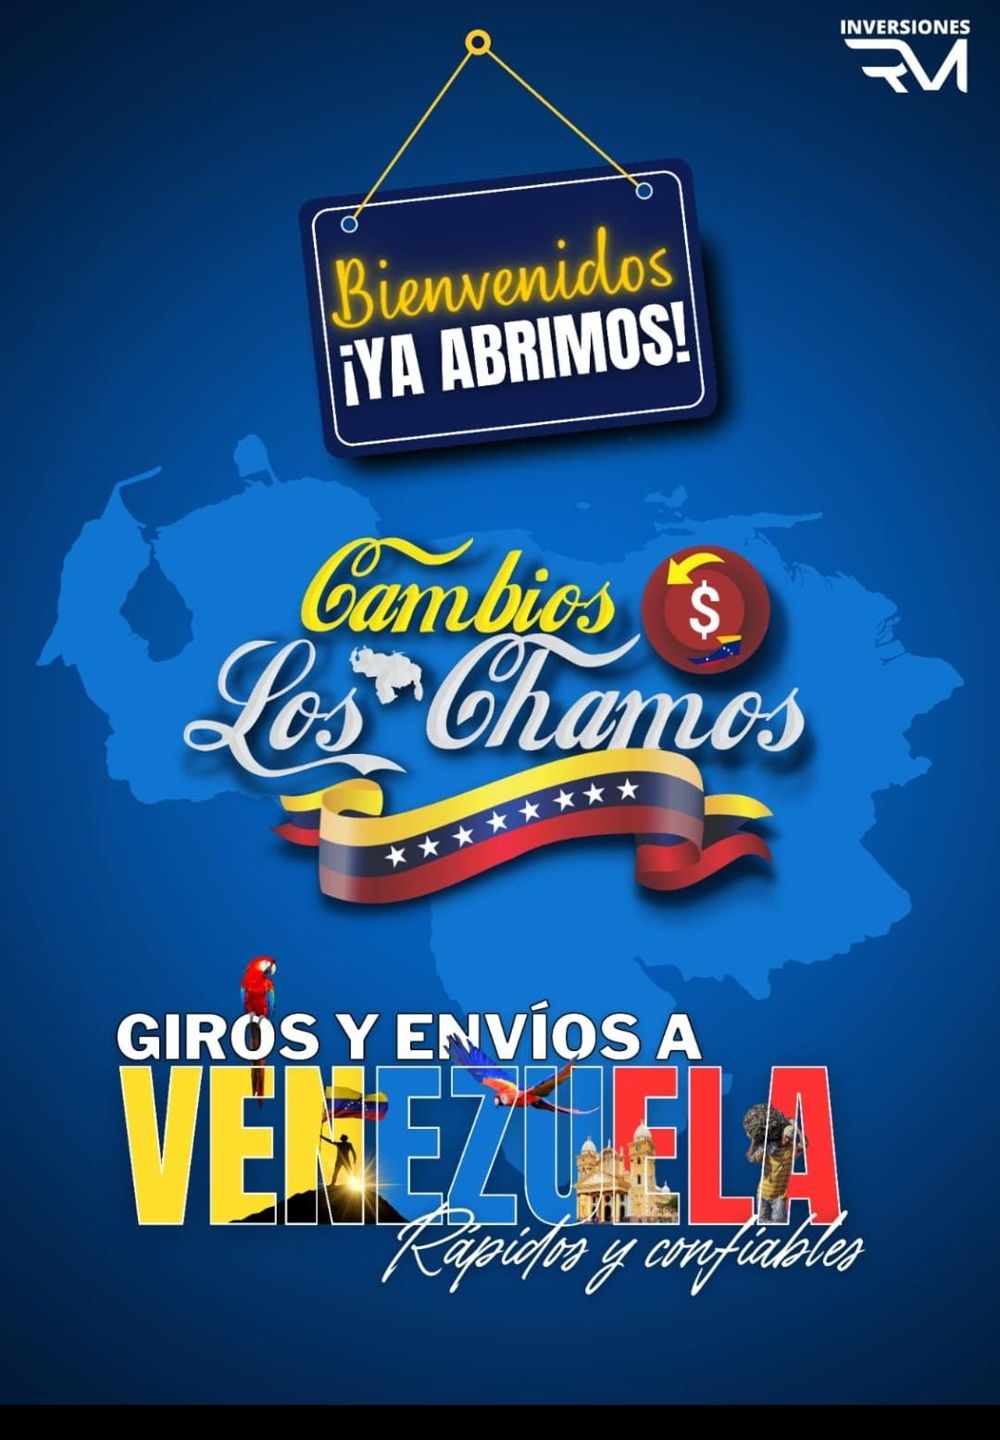 INVERSIONES
RM
Bienvenidos
¡YA ABRIMOS!
Cambios
$
Los Chamos
GIROS Y ENVÍOS A
VENEZUELA
Rápidos y confiables